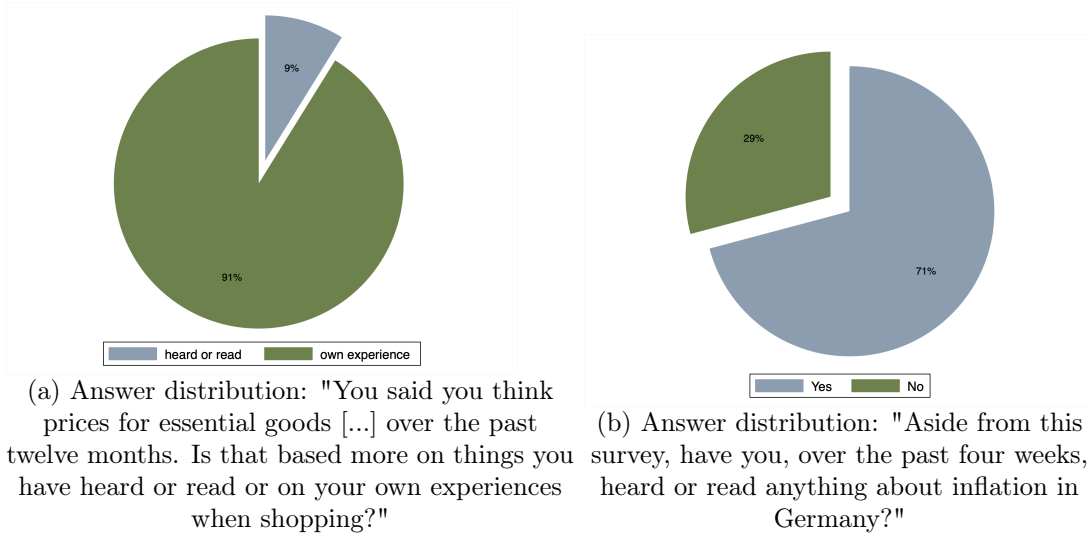 9%
91%
heard or read
own experience
(a) Answer distribution: "You said you think
prices for essential goods [...] over the past
twelve months. Is that based more on things you
have heard or read or on your own experiences
when shopping?"
29%
71%
Yes
No
(b) Answer distribution: "Aside from this
survey, have you, over the past four weeks,
heard or read anything about inflation in
Germany?"